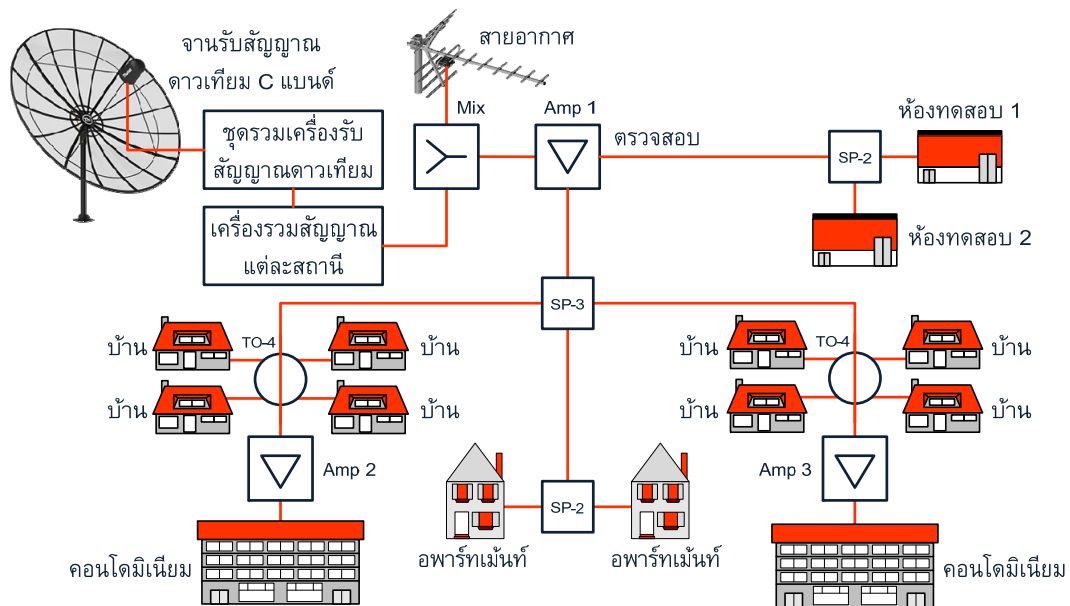 จานรับสัญญาณ
ดาวเทียม C แบนด์
สายอากาศ
ชุดรวมเครื่องรับ
สัญญาณดาวเทียม
Mix
Amp 1
ตรวจสอบ
SP-2
ห้องทดสอบ 1
เครื่องรวมสัญญาณ
แต่ละสถานี
ห้องทดสอบ 2
SP-3
บ้าน
TO-4
บ้าน
บ้าน
TO-4
บ้าน
บ้าน
บ้าน
บ้าน
บ้าน
Amp 2
Amp 3
SP-2
อพาร์ทเม้นท์
อพาร์ทเม้นท์
คอนโดมิเนียม
คอนโดมิเนียม